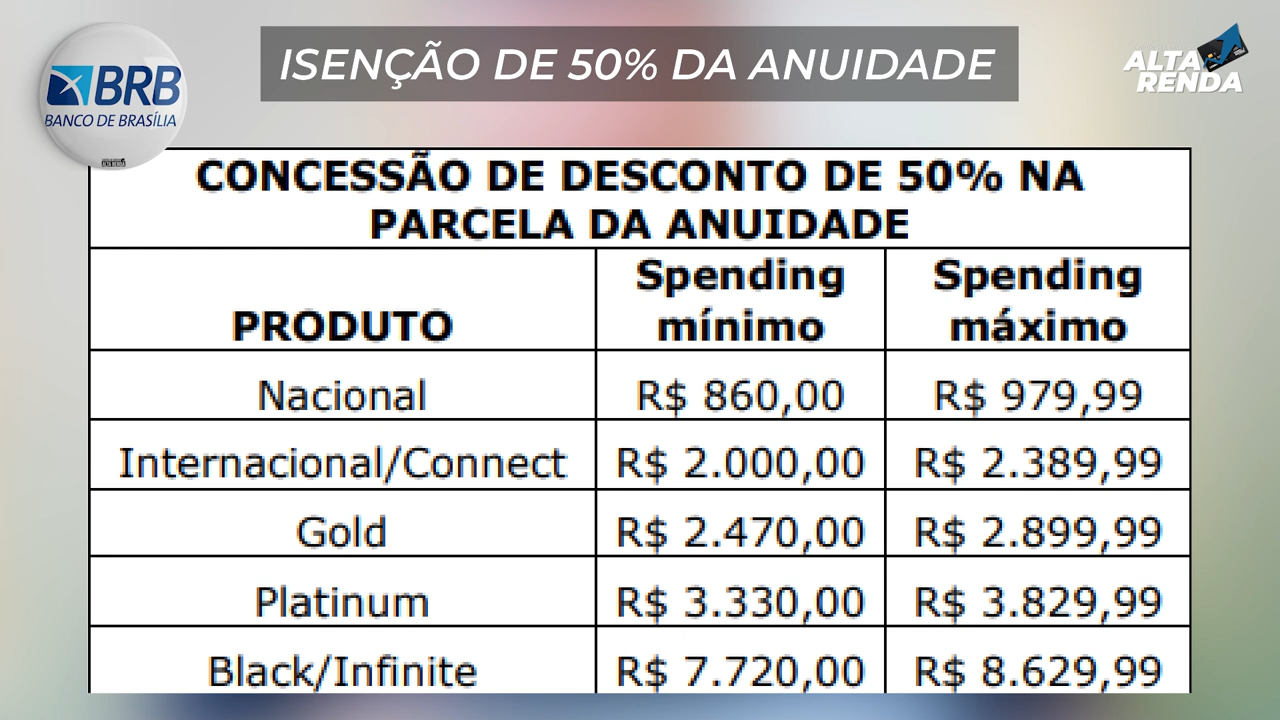 BRB
BANCO DE BRASÍLIA
ISENÇÃO DE 50% DA ANUIDADE
ALTA
RENDA
CONCESSÃO DE DESCONTO DE 50% NA
PARCELA DA ANUIDADE
PRODUTO Spending mínimo Spending máximo
Nacional R$ 860,00 R$ 979,99
Internacional/Connect R$ 2.000,00 R$ 2.389,99
Gold R$ 2.470,00 R$ 2.899,99
Platinum R$ 3.330,00 R$ 3.829,99
Black/Infinite R$ 7.720,00 R$ 8.629,99